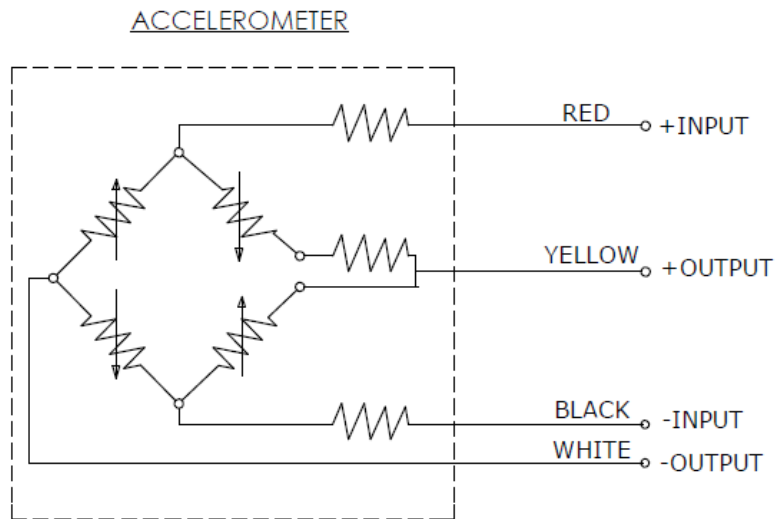 ACCELEROMETER
RED +INPUT
YELLOW +OUTPUT
BLACK -INPUT
WHITE -OUTPUT